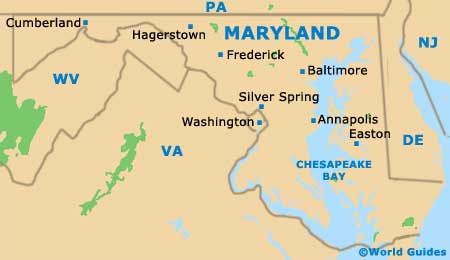 PA
Cumberland
Hagerstown
MARYLAND
NJ
Frederick
WV
Baltimore
Silver Spring
Washington
Annapolis
Easton
DE
VA
CHESAPEAKE
BAY
©World Guides